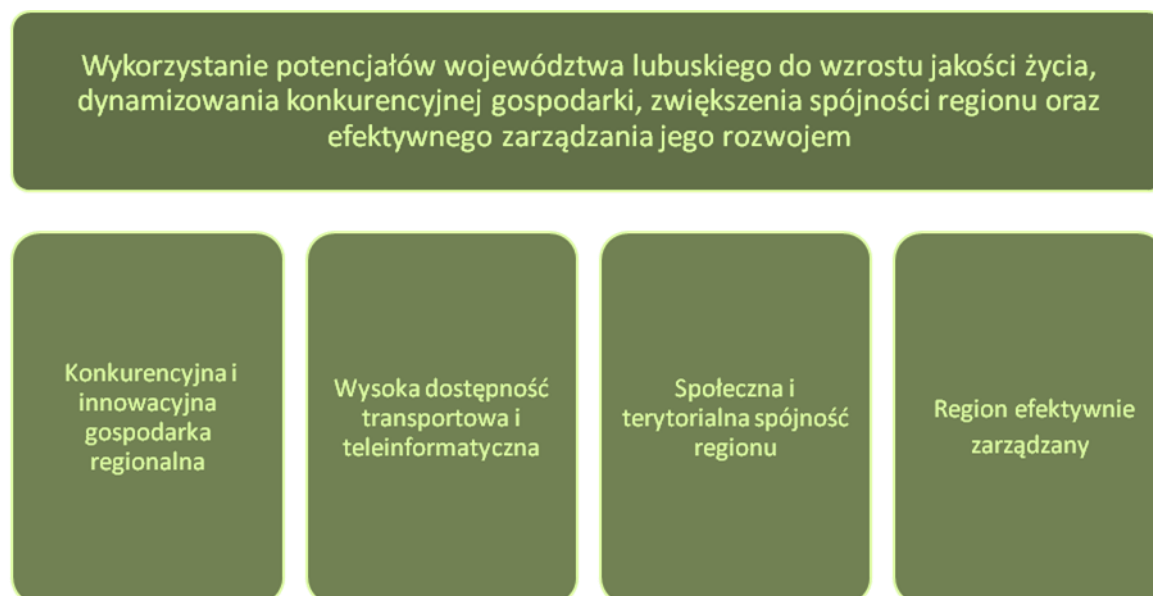 Wykorzystanie potencjałów województwa lubuskiego do wzrostu jakości życia,
dynamizowania konkurencyjnej gospodarki, zwiększenia spójności regionu oraz
efektywnego zarządzania jego rozwojem
Konkurencyjna i
innowacyjna
gospodarka
regionalna
Wysoka dostępność
transportowa i
teleinformatyczna
Społeczna i
terytorialna spójność
regionu
Region efektywnie
zarządzany